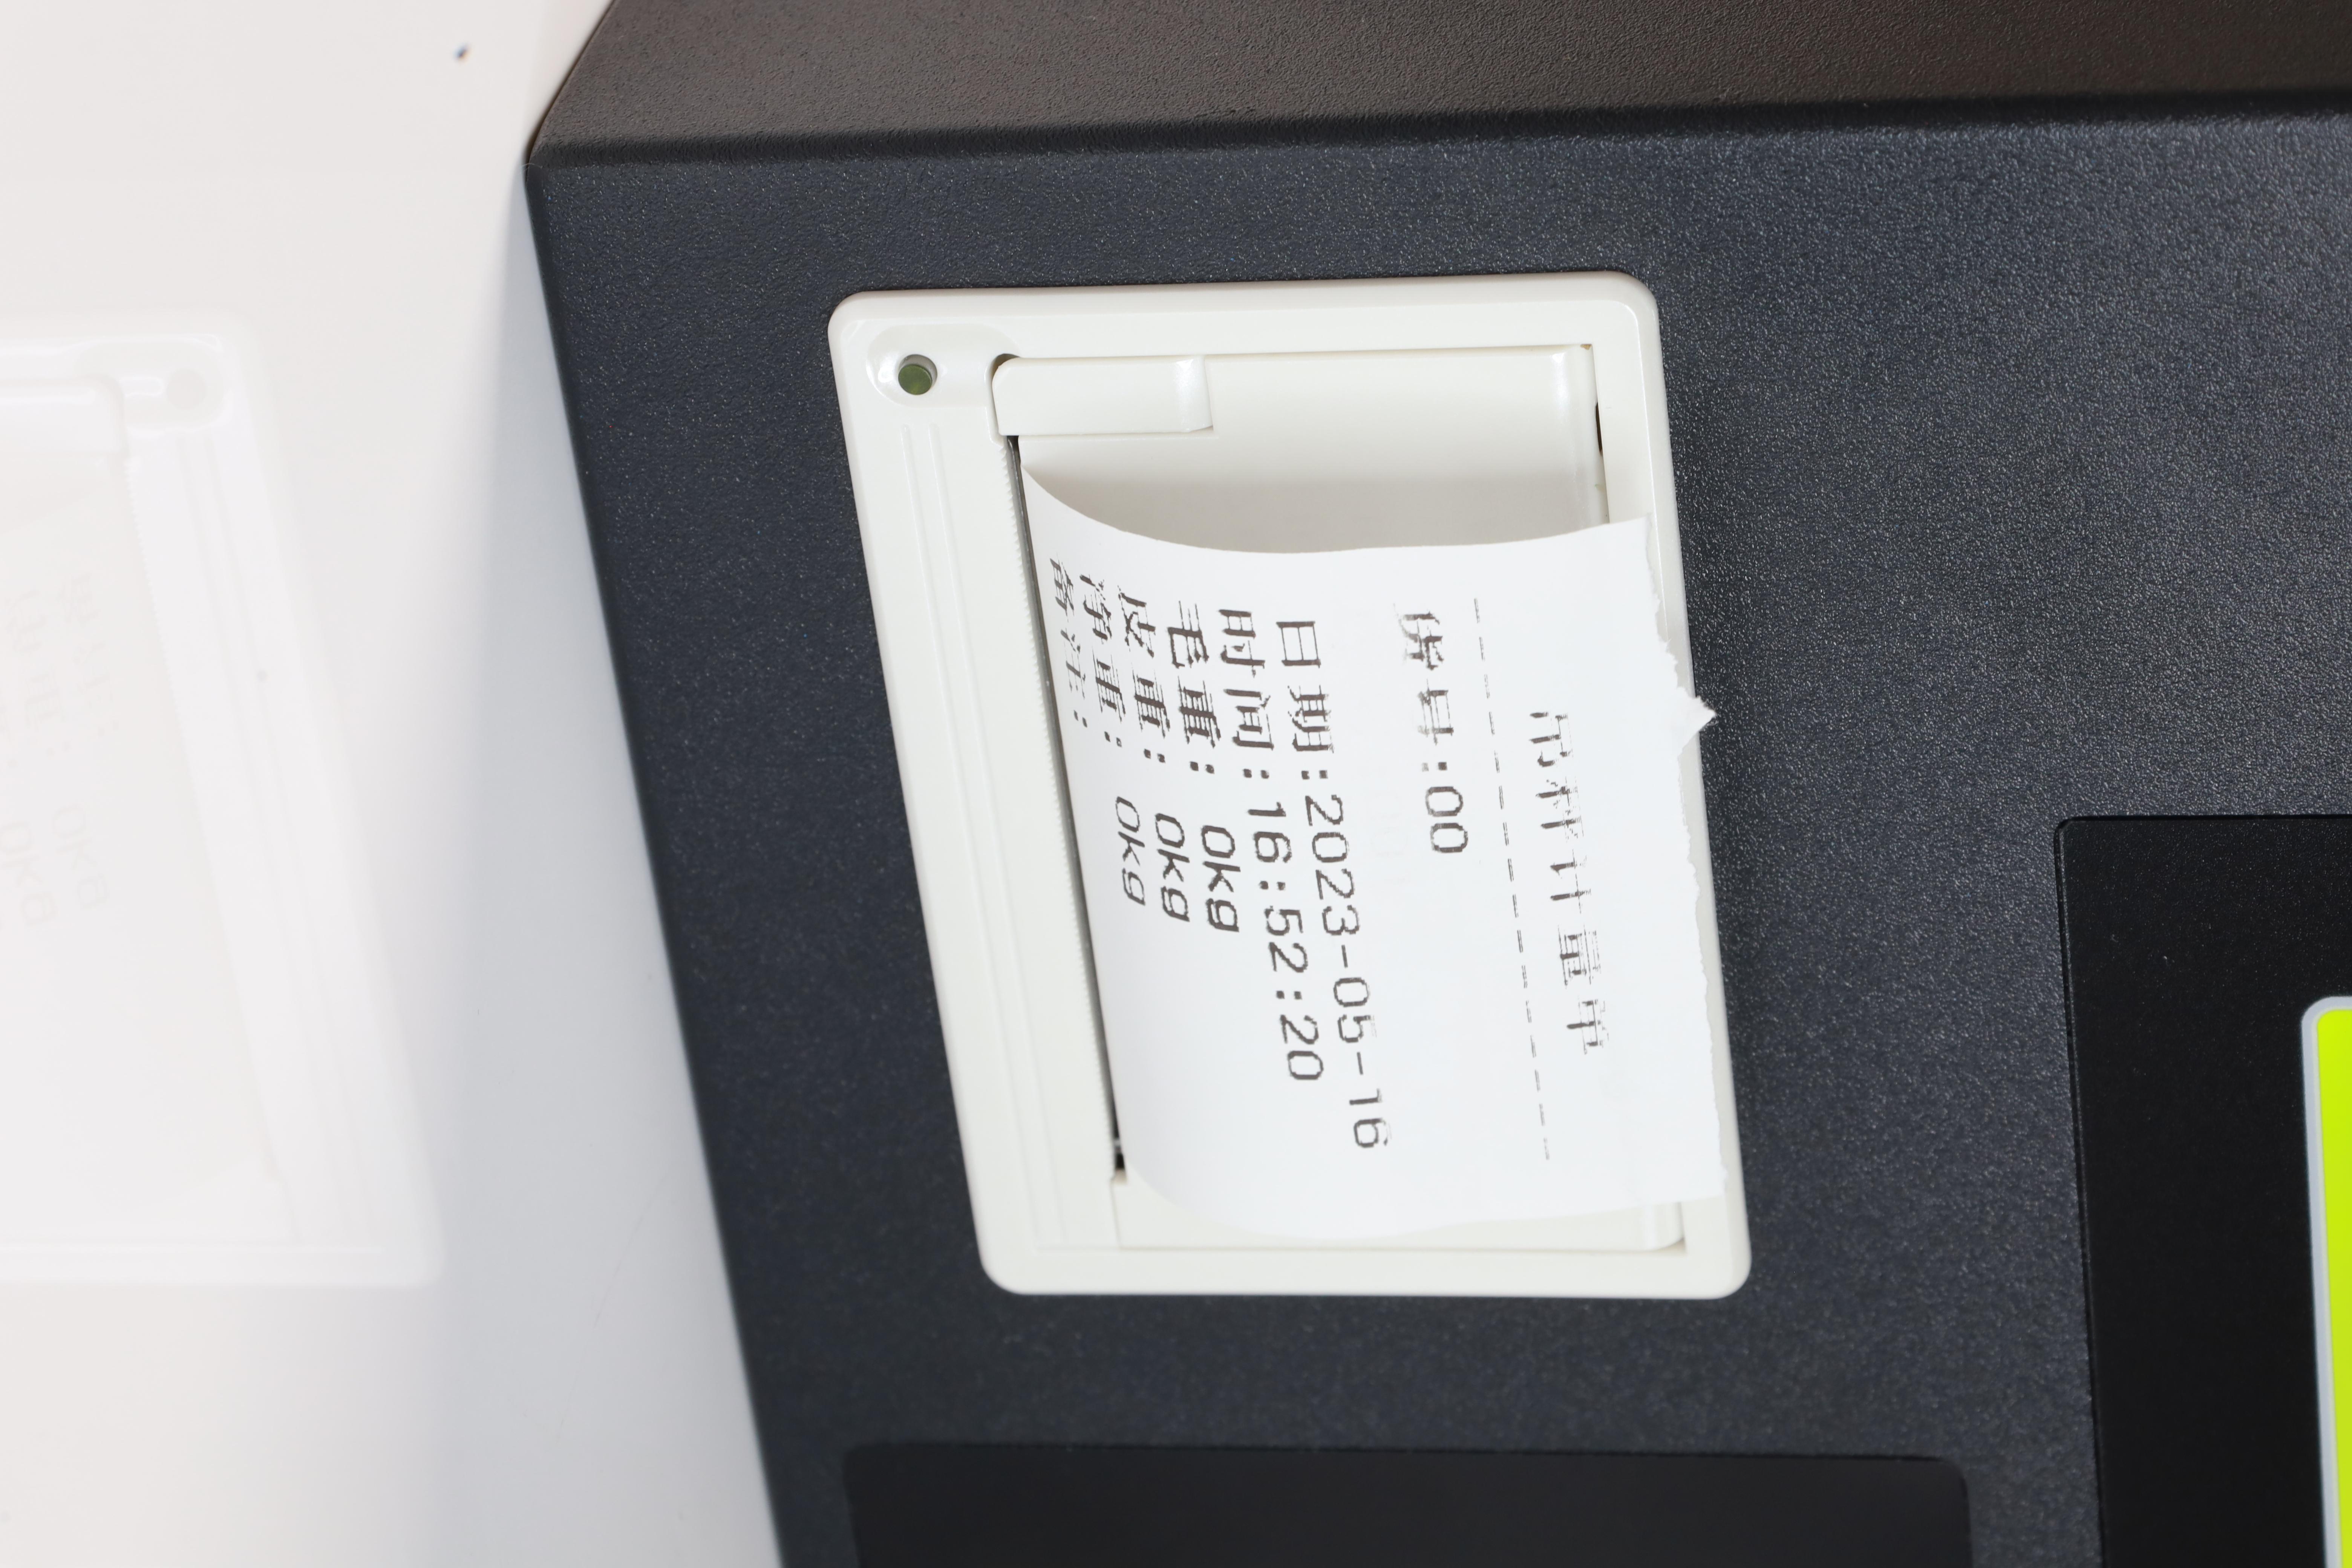 吊秤计量单
货号:00
日期:2023-05-16
时间:16:52:20
毛重: 0kg
皮重: 0kg
净重: 0kg
备注: